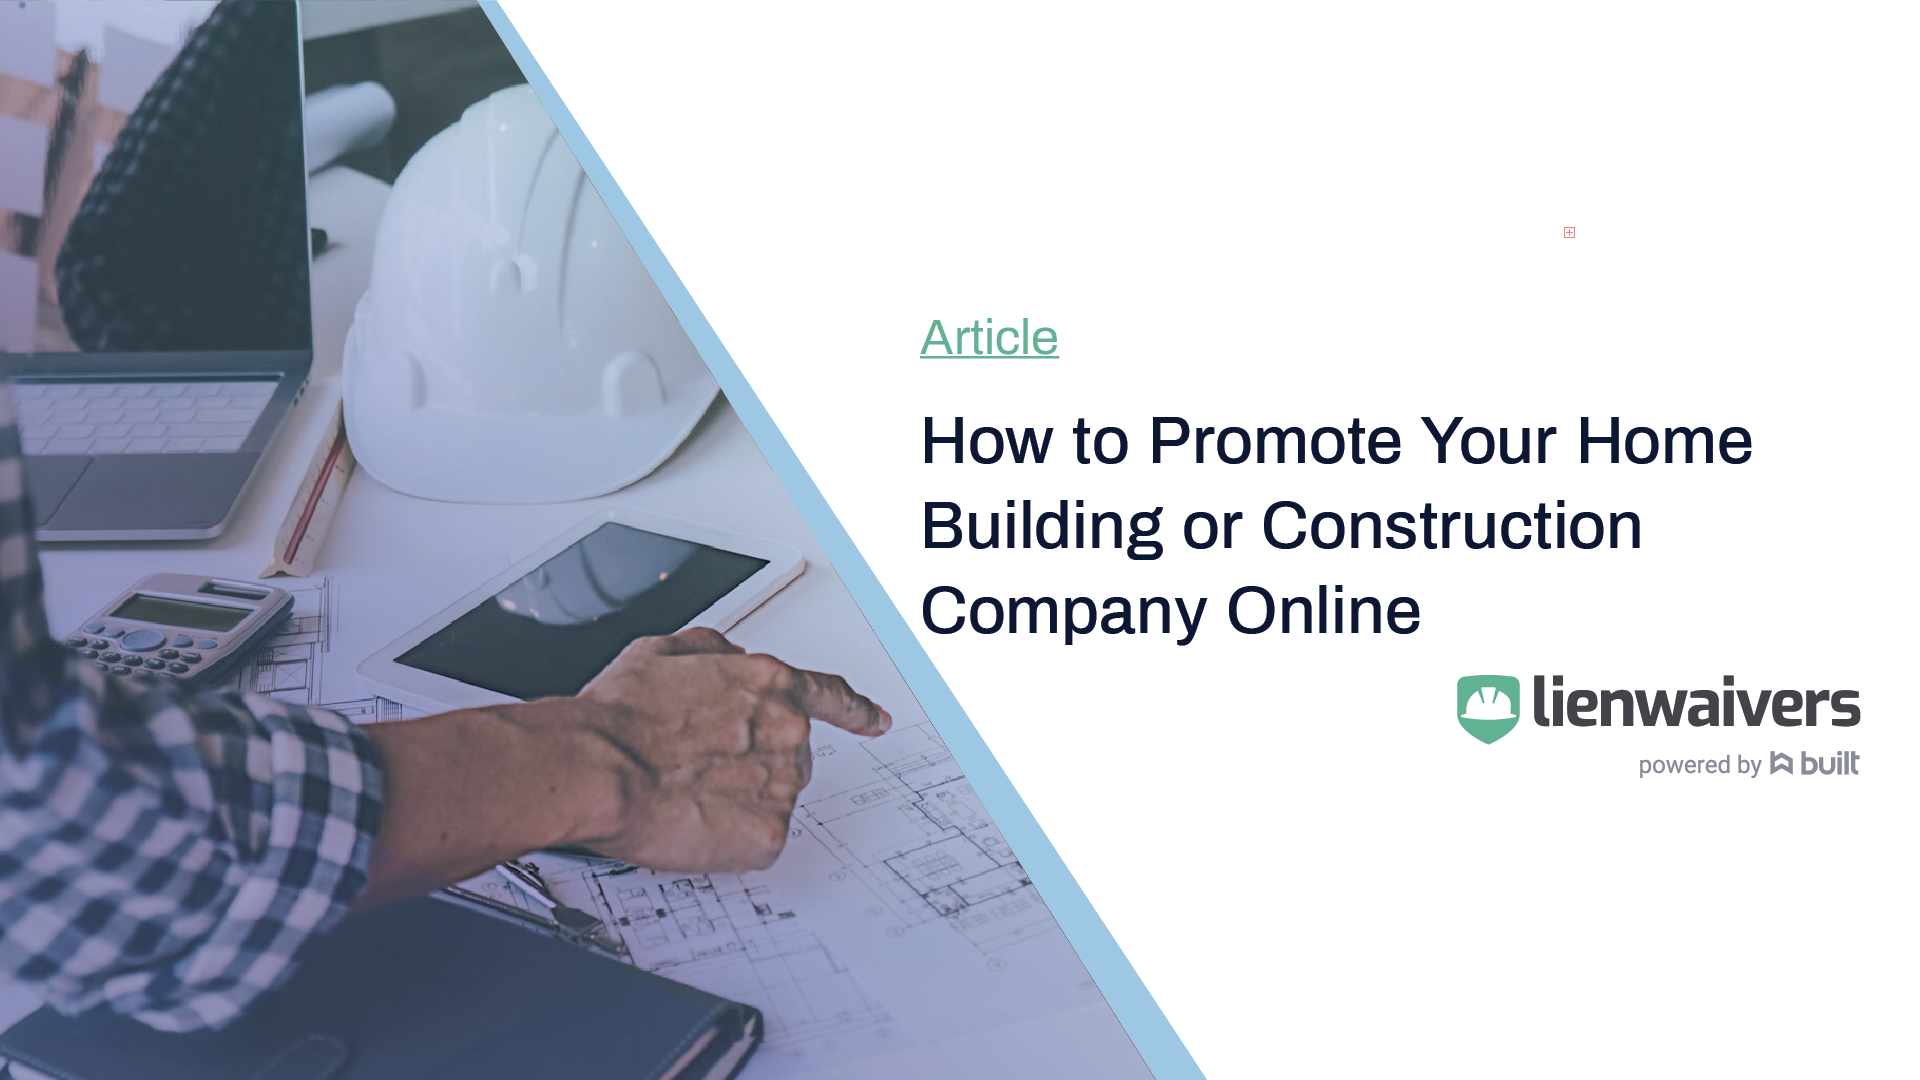 Article
How to Promote Your Home
Building or Construction
Company Online
lienwaivers
powered by built